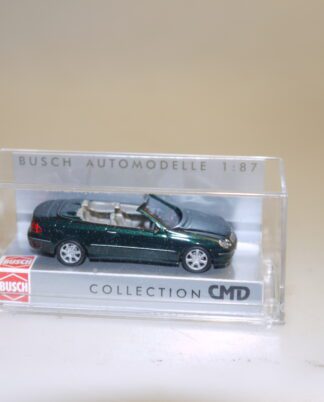 BUSCH AUTOMODELLE 1:87
BUSCH
BUSCH
COLLECTION CMD